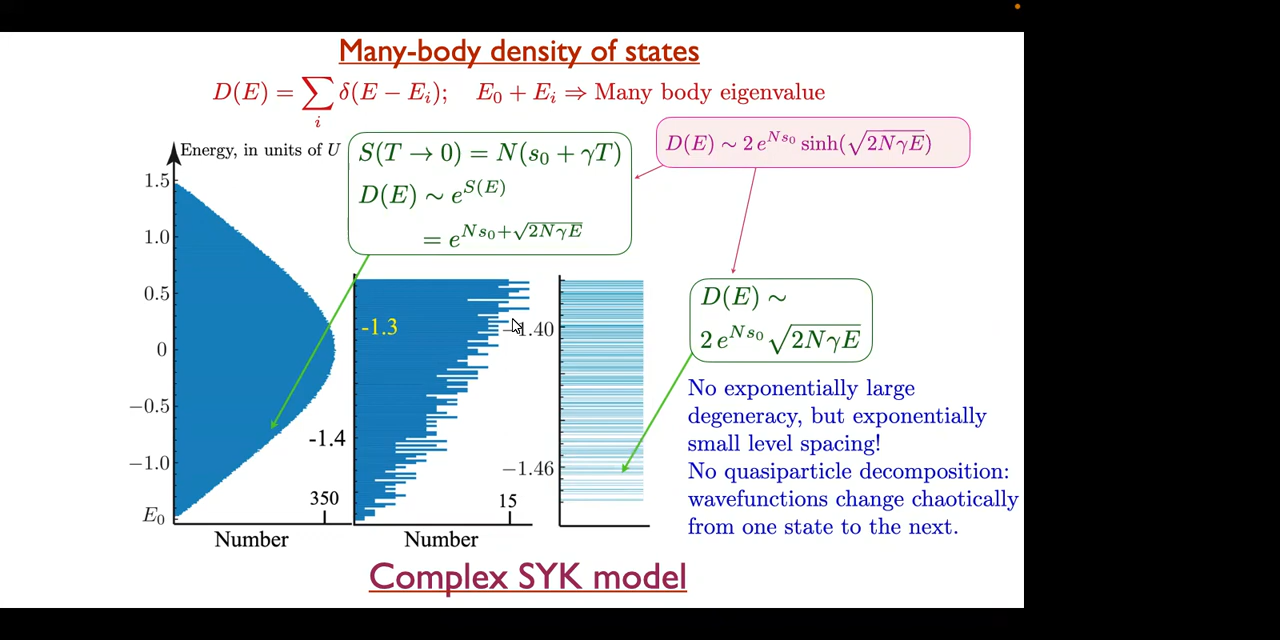 Many-body density of states
D(E) = ∑_i δ(E − E_i);   E_0 + E_i ⇒ Many body eigenvalue
Energy, in units of U
S(T → 0) = N(s_0 + γT)
D(E) ∼ e^{S(E)}
= e^{Ns_0+√(2NγE)}
D(E) ∼ 2 e^{Ns_0} sinh(√(2NγE))
1.5
1.0
0.5
0
−0.5
−1.0
E_0
350
Number
-1.3
-1.4
15
Number
1.40
−1.46
D(E) ∼
2 e^{Ns_0} √(2NγE)
No exponentially large
degeneracy, but exponentially
small level spacing!
No quasiparticle decomposition:
wavefunctions change chaotically
from one state to the next.
Complex SYK model